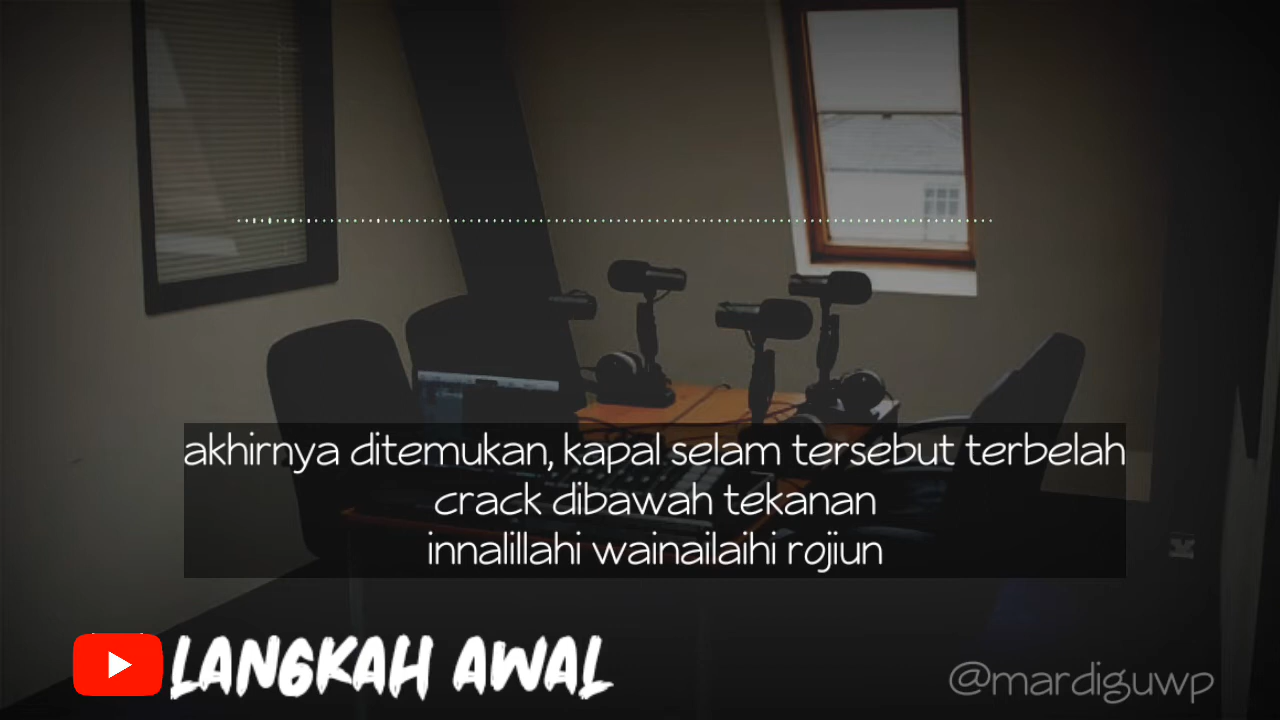 akhirnya ditemukan, kapal selam tersebut terbelah
crack dibawah tekanan
innalillahi wainailaihi rojiun
LANGKAH AWAL
@mardiguwp